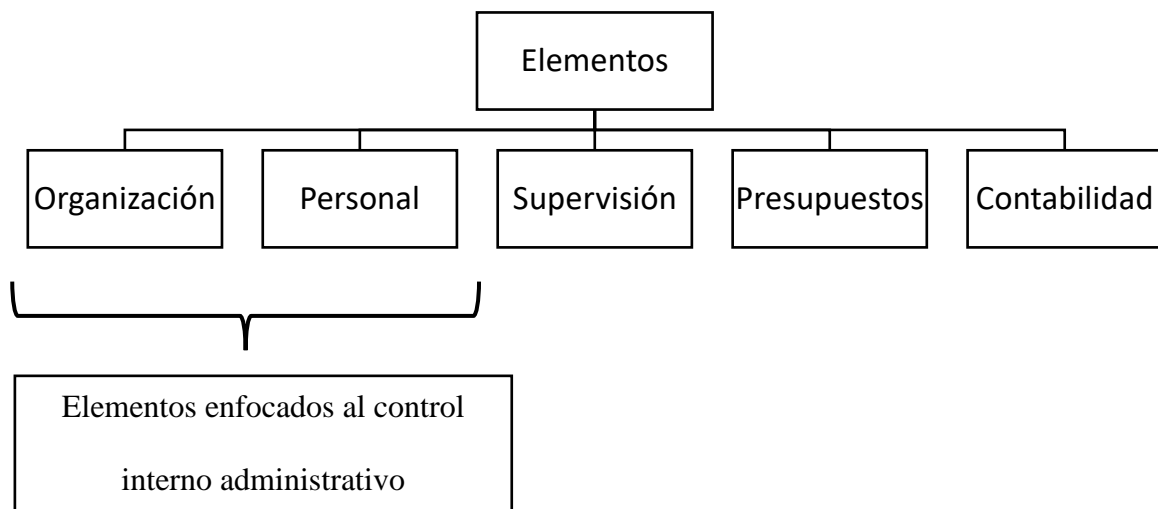 Elementos
Organización
Personal
Supervisión
Presupuestos
Contabilidad
Elementos enfocados al control
interno administrativo